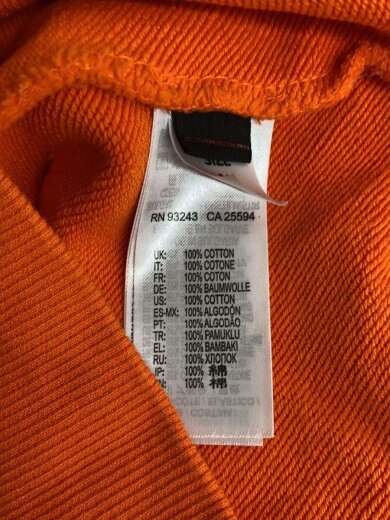 SIZE
RN 93243 CA 25594
UK: 100% COTTON
IT: 100% COTONE
FR: 100% COTON
DE: 100% BAUMWOLLE
US: 100% COTTON
ES-MX: 100% ALGODÓN
PT: 100% ALGODÃO
TR: 100% PAMUKLU
EL: 100% ΒΑΜΒΑΚΙ
RU: 100% ХЛОПОК
JP: 100% 綿
CN: 100% 棉